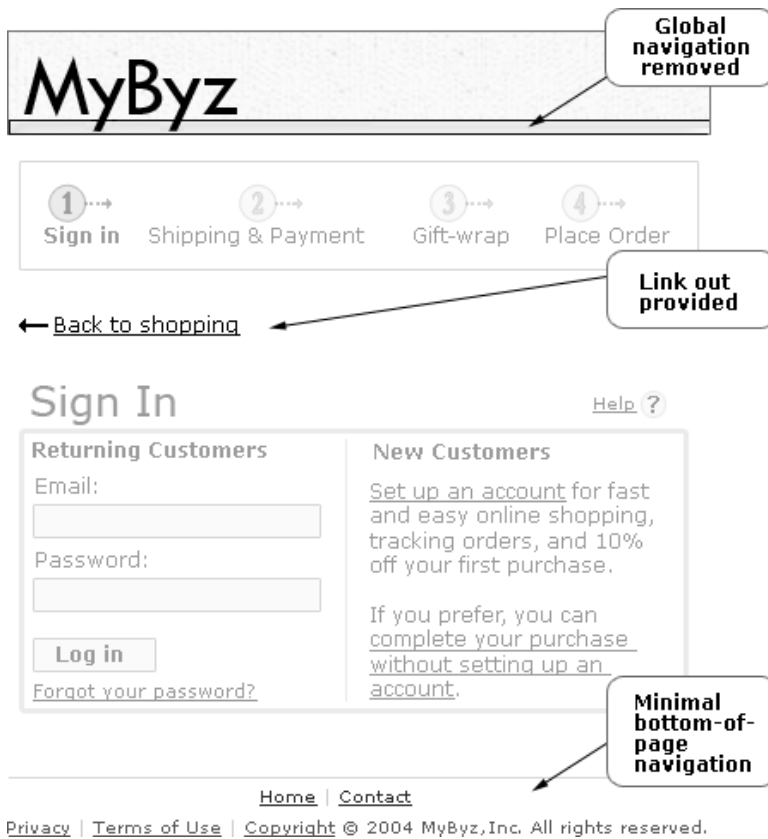 Global
navigation
removed
MyByz
1 2 3 4
Sign in Shipping & Payment Gift-wrap Place Order
Link out
provided
Back to shopping
Sign In
Help ?
Returning Customers
Email:
Password:
Log in
Forgot your password?
New Customers
Set up an account for fast
and easy online shopping,
tracking orders, and 10%
off your first purchase.
If you prefer, you can
complete your purchase
without setting up an
account.
Minimal
bottom-of-
page
navigation
Home | Contact
Privacy | Terms of Use | Copyright © 2004 MyByz,Inc. All rights reserved.